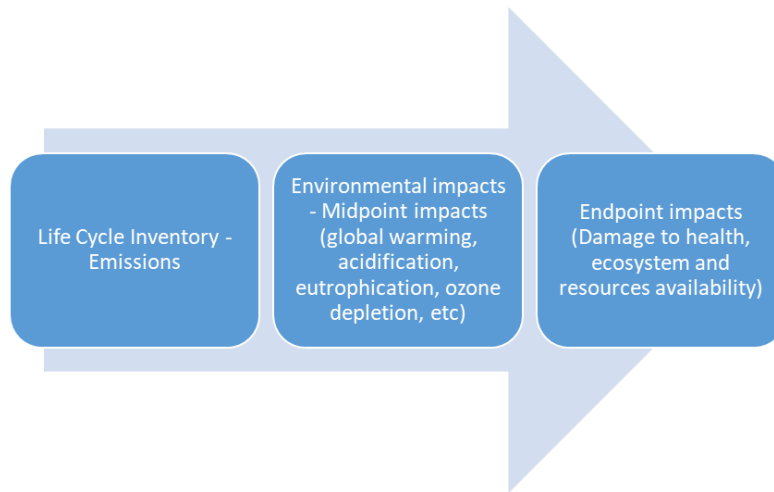 Life Cycle Inventory -
Emissions
Environmental impacts
- Midpoint impacts
(global warming,
acidification,
eutrophication, ozone
depletion, etc)
Endpoint impacts
(Damage to health,
ecosystem and
resources availability)